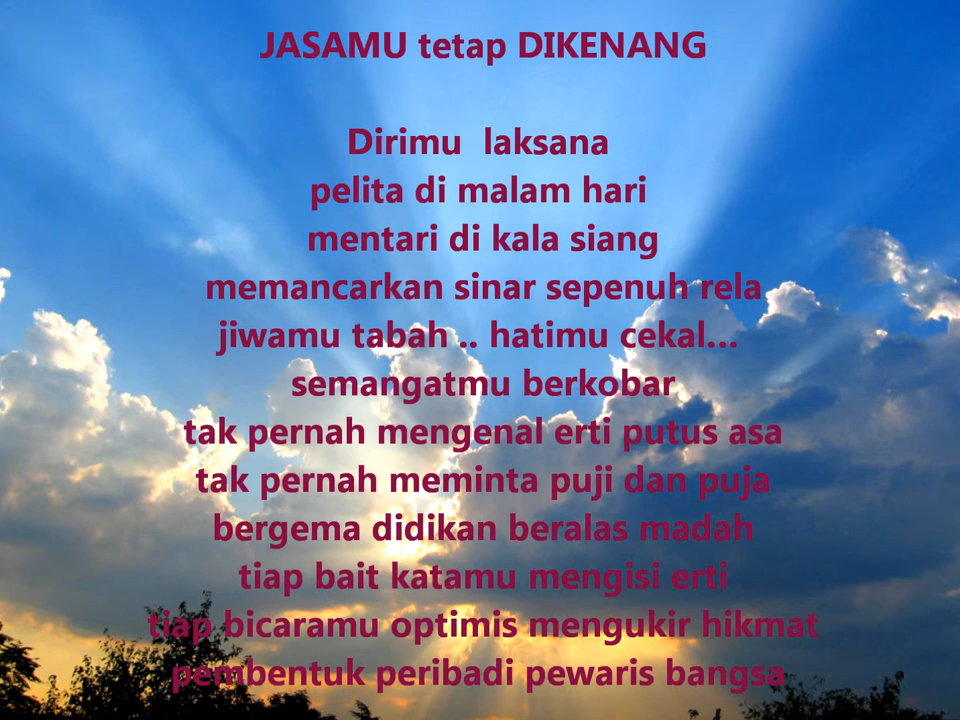 JASAMU tetap DIKENANG
Dirimu laksana
pelita di malam hari
mentari di kala siang
memancarkan sinar sepenuh rela
jiwamu tabah .. hatimu cekal...
semangatmu berkobar
tak pernah mengenal erti putus asa
tak pernah meminta puji dan puja
bergema didikan beralas madah
tiap bait katamu mengisi erti
tiap bicaramu optimis mengukir hikmat
pembentuk peribadi pewaris bangsa